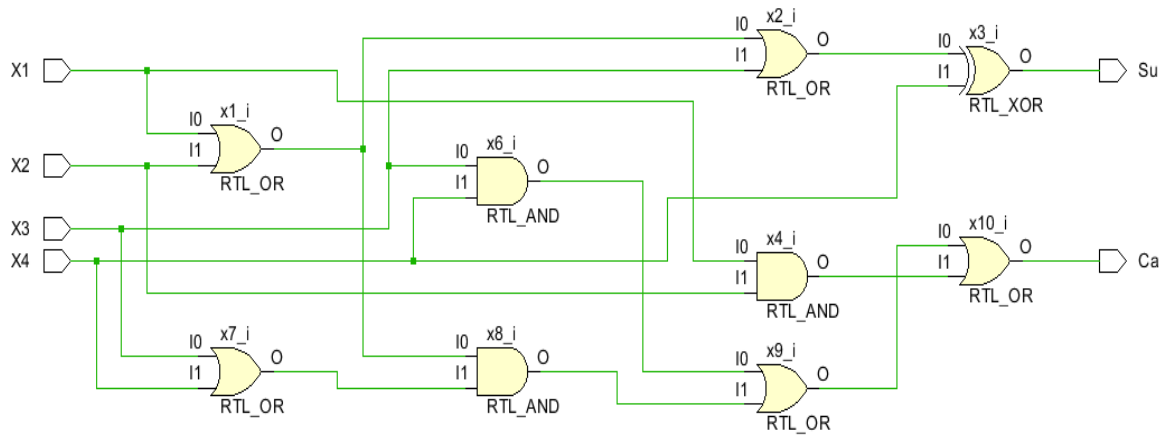 X1
X2
X3
X4
x1_i
I0
I1
O
RTL_OR
x7_i
I0
I1
O
RTL_OR
x6_i
I0
I1
O
RTL_AND
x8_i
I0
I1
O
RTL_AND
x2_i
I0
I1
O
RTL_OR
x4_i
I0
I1
O
RTL_AND
x9_i
I0
I1
O
RTL_OR
x3_i
I0
I1
O
RTL_XOR
x10_i
I0
I1
O
RTL_OR
Su
Ca